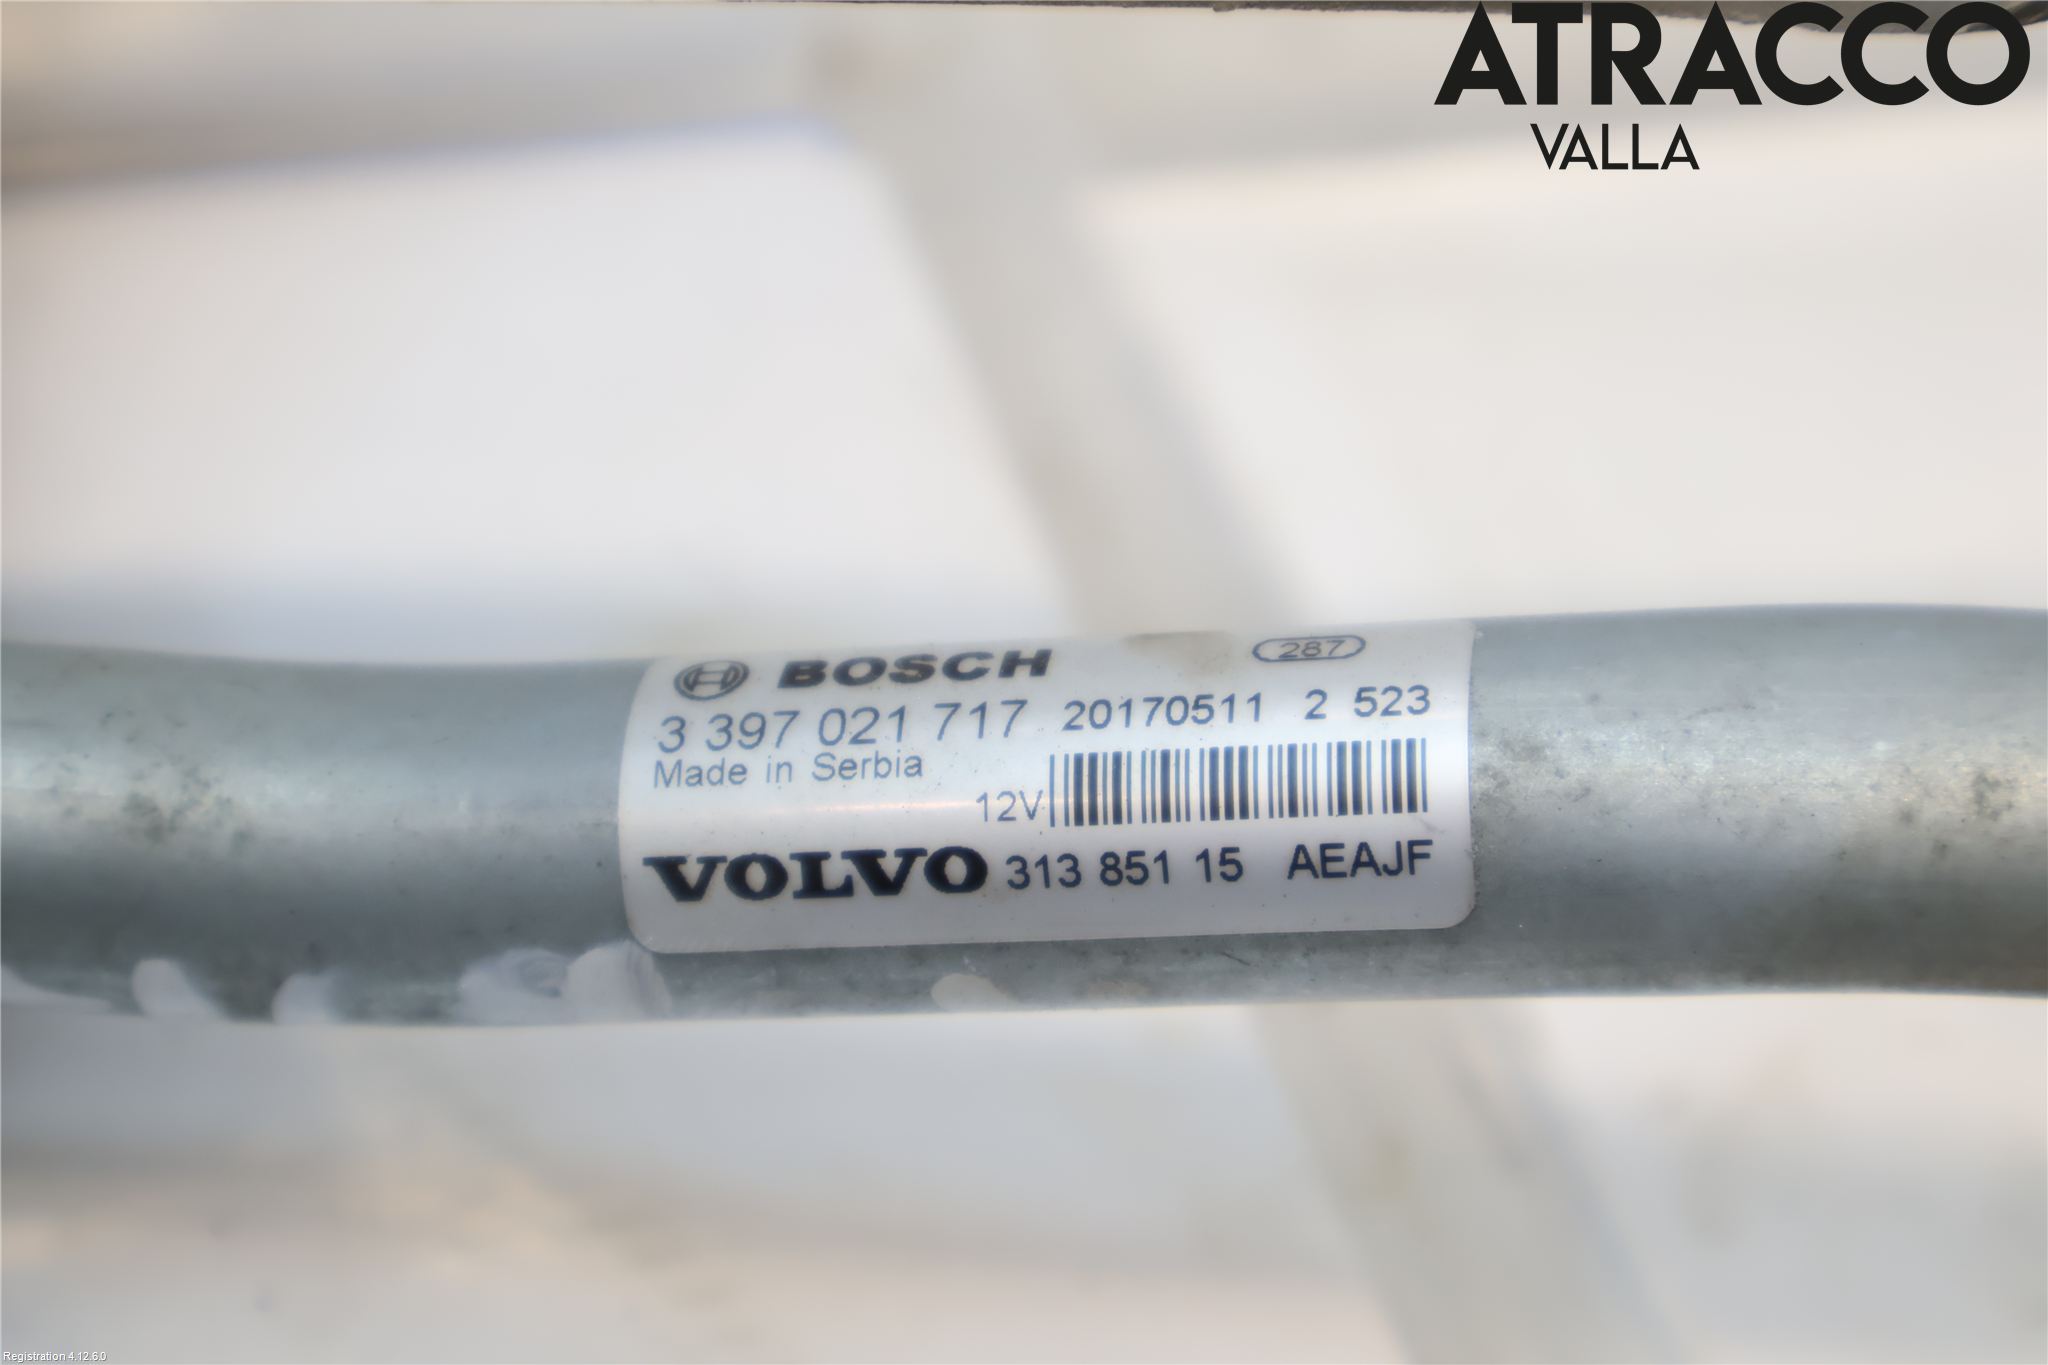 ATRACCO
VALLA
BOSCH 287
3 397 021 717 20170511 2 523
Made in Serbia
12V
VOLVO 313 851 15 AEAJF
Registration 4.12.6.0